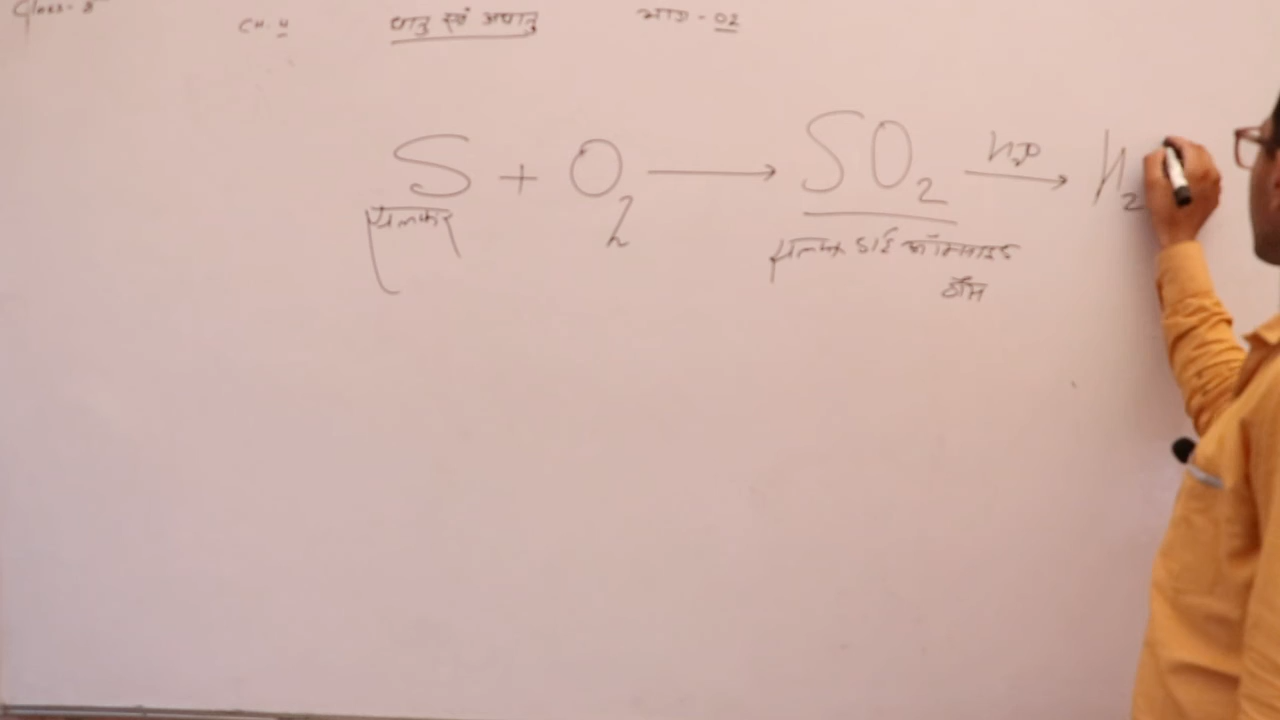 Class - 8 CH. 4 धातु एवं अधातु भाग - 02
S + O2 → SO2 H2O → H2
सल्फर सल्फर डाई ऑक्साइड
ठोस